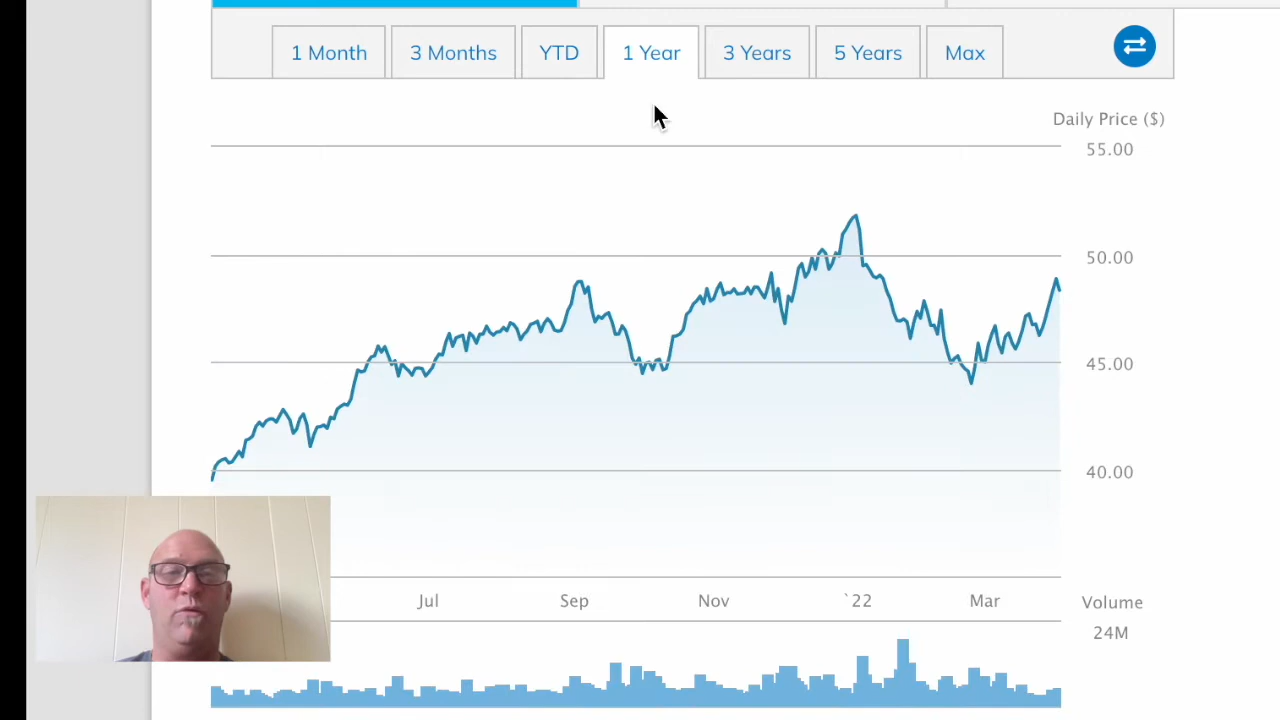 1 Month 3 Months YTD 1 Year 3 Years 5 Years Max
Daily Price ($)
55.00
50.00
45.00
40.00
Jul Sep Nov `22 Mar
Volume
24M